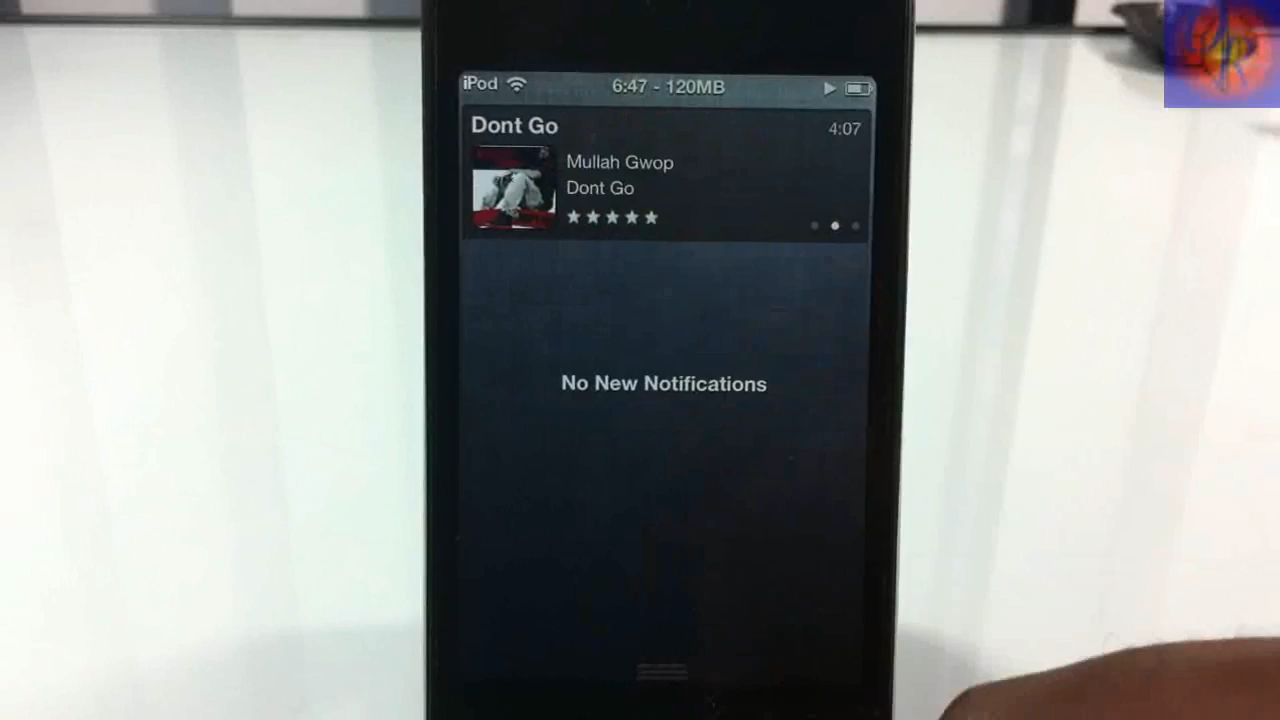 iPod 6:47 - 120MB
Dont Go 4:07
Mullah Gwop
Dont Go
No New Notifications